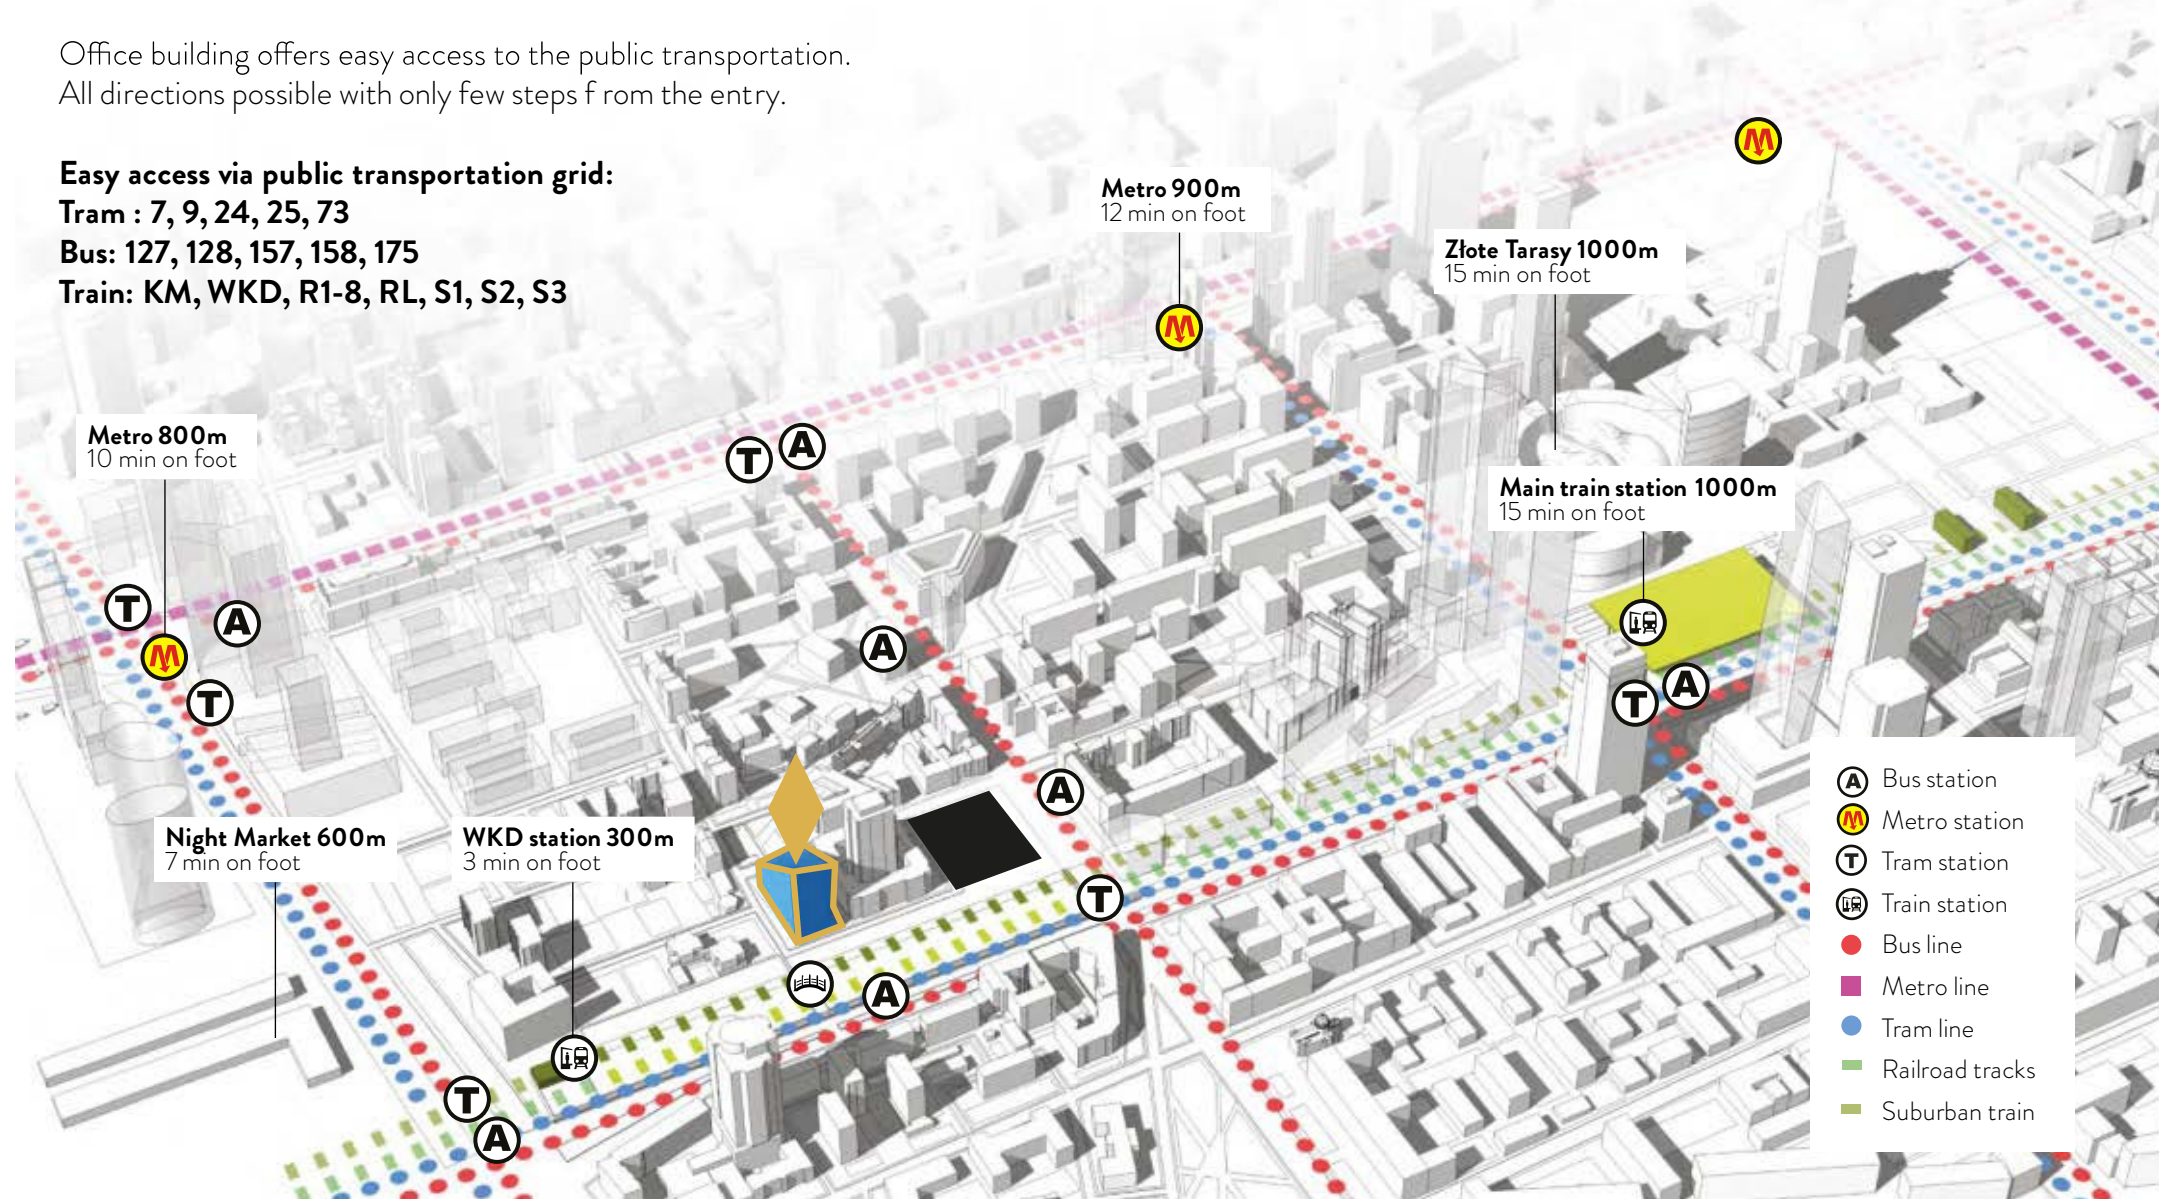 Office building offers easy access to the public transportation.
All directions possible with only few steps f rom the entry.
Easy access via public transportation grid:
Tram : 7, 9, 24, 25, 73
Bus: 127, 128, 157, 158, 175
Train: KM, WKD, R1-8, RL, S1, S2, S3
Metro 900m
12 min on foot
Złote Tarasy 1000m
15 min on foot
Metro 800m
10 min on foot
Main train station 1000m
15 min on foot
Night Market 600m
7 min on foot
WKD station 300m
3 min on foot
M
M
M
T
A
T
A
T
A
A
T
A
T
A
T
A
A Bus station
M Metro station
T Tram station
Train station
Bus line
Metro line
Tram line
Railroad tracks
Suburban train